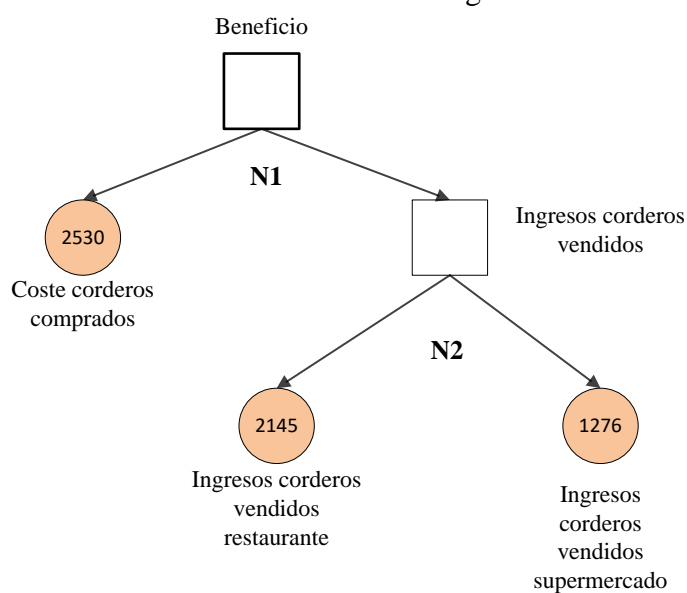 Beneficio
N1
2530
Ingresos corderos
vendidos
Coste corderos
comprados
N2
2145
1276
Ingresos corderos
vendidos
restaurante
Ingresos
corderos
vendidos
supermercado